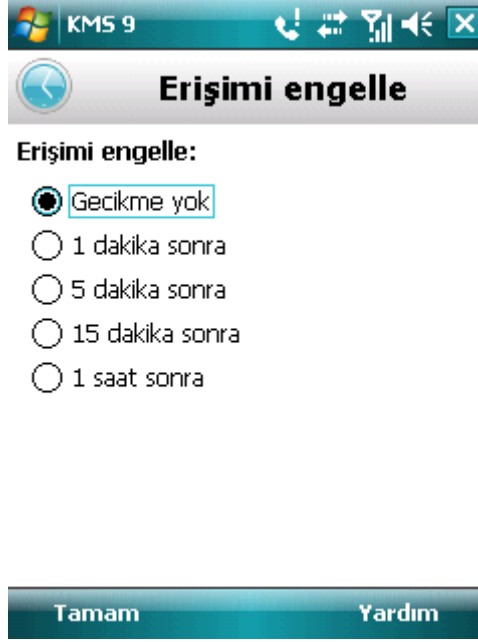 KMS 9
Erişimi engelle
Erişimi engelle:
Gecikme yok
1 dakika sonra
5 dakika sonra
15 dakika sonra
1 saat sonra
Tamam Yardım